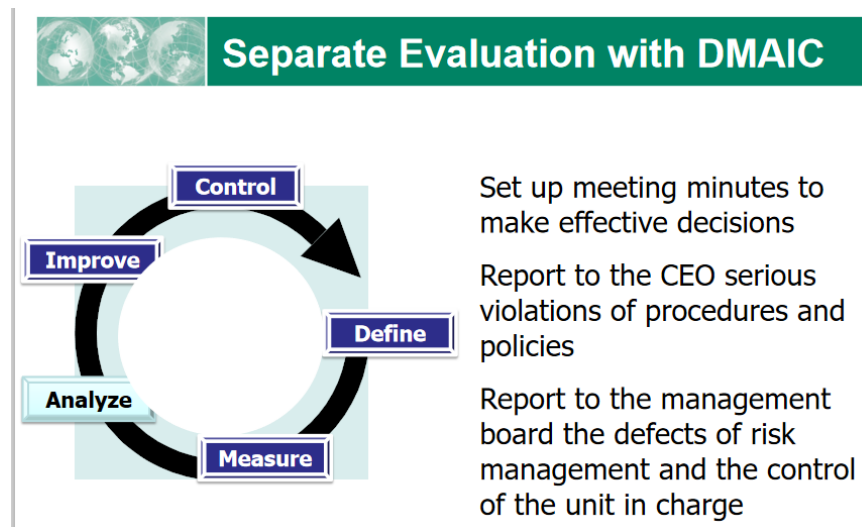 Separate Evaluation with DMAIC
Control
Improve
Define
Analyze
Measure
Set up meeting minutes to
make effective decisions
Report to the CEO serious
violations of procedures and
policies
Report to the management
board the defects of risk
management and the control
of the unit in charge